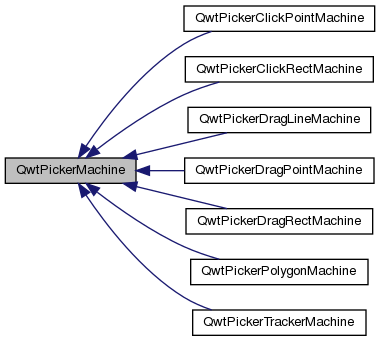 QwtPickerClickPointMachine
QwtPickerClickRectMachine
QwtPickerDragLineMachine
QwtPickerMachine
QwtPickerDragPointMachine
QwtPickerDragRectMachine
QwtPickerPolygonMachine
QwtPickerTrackerMachine